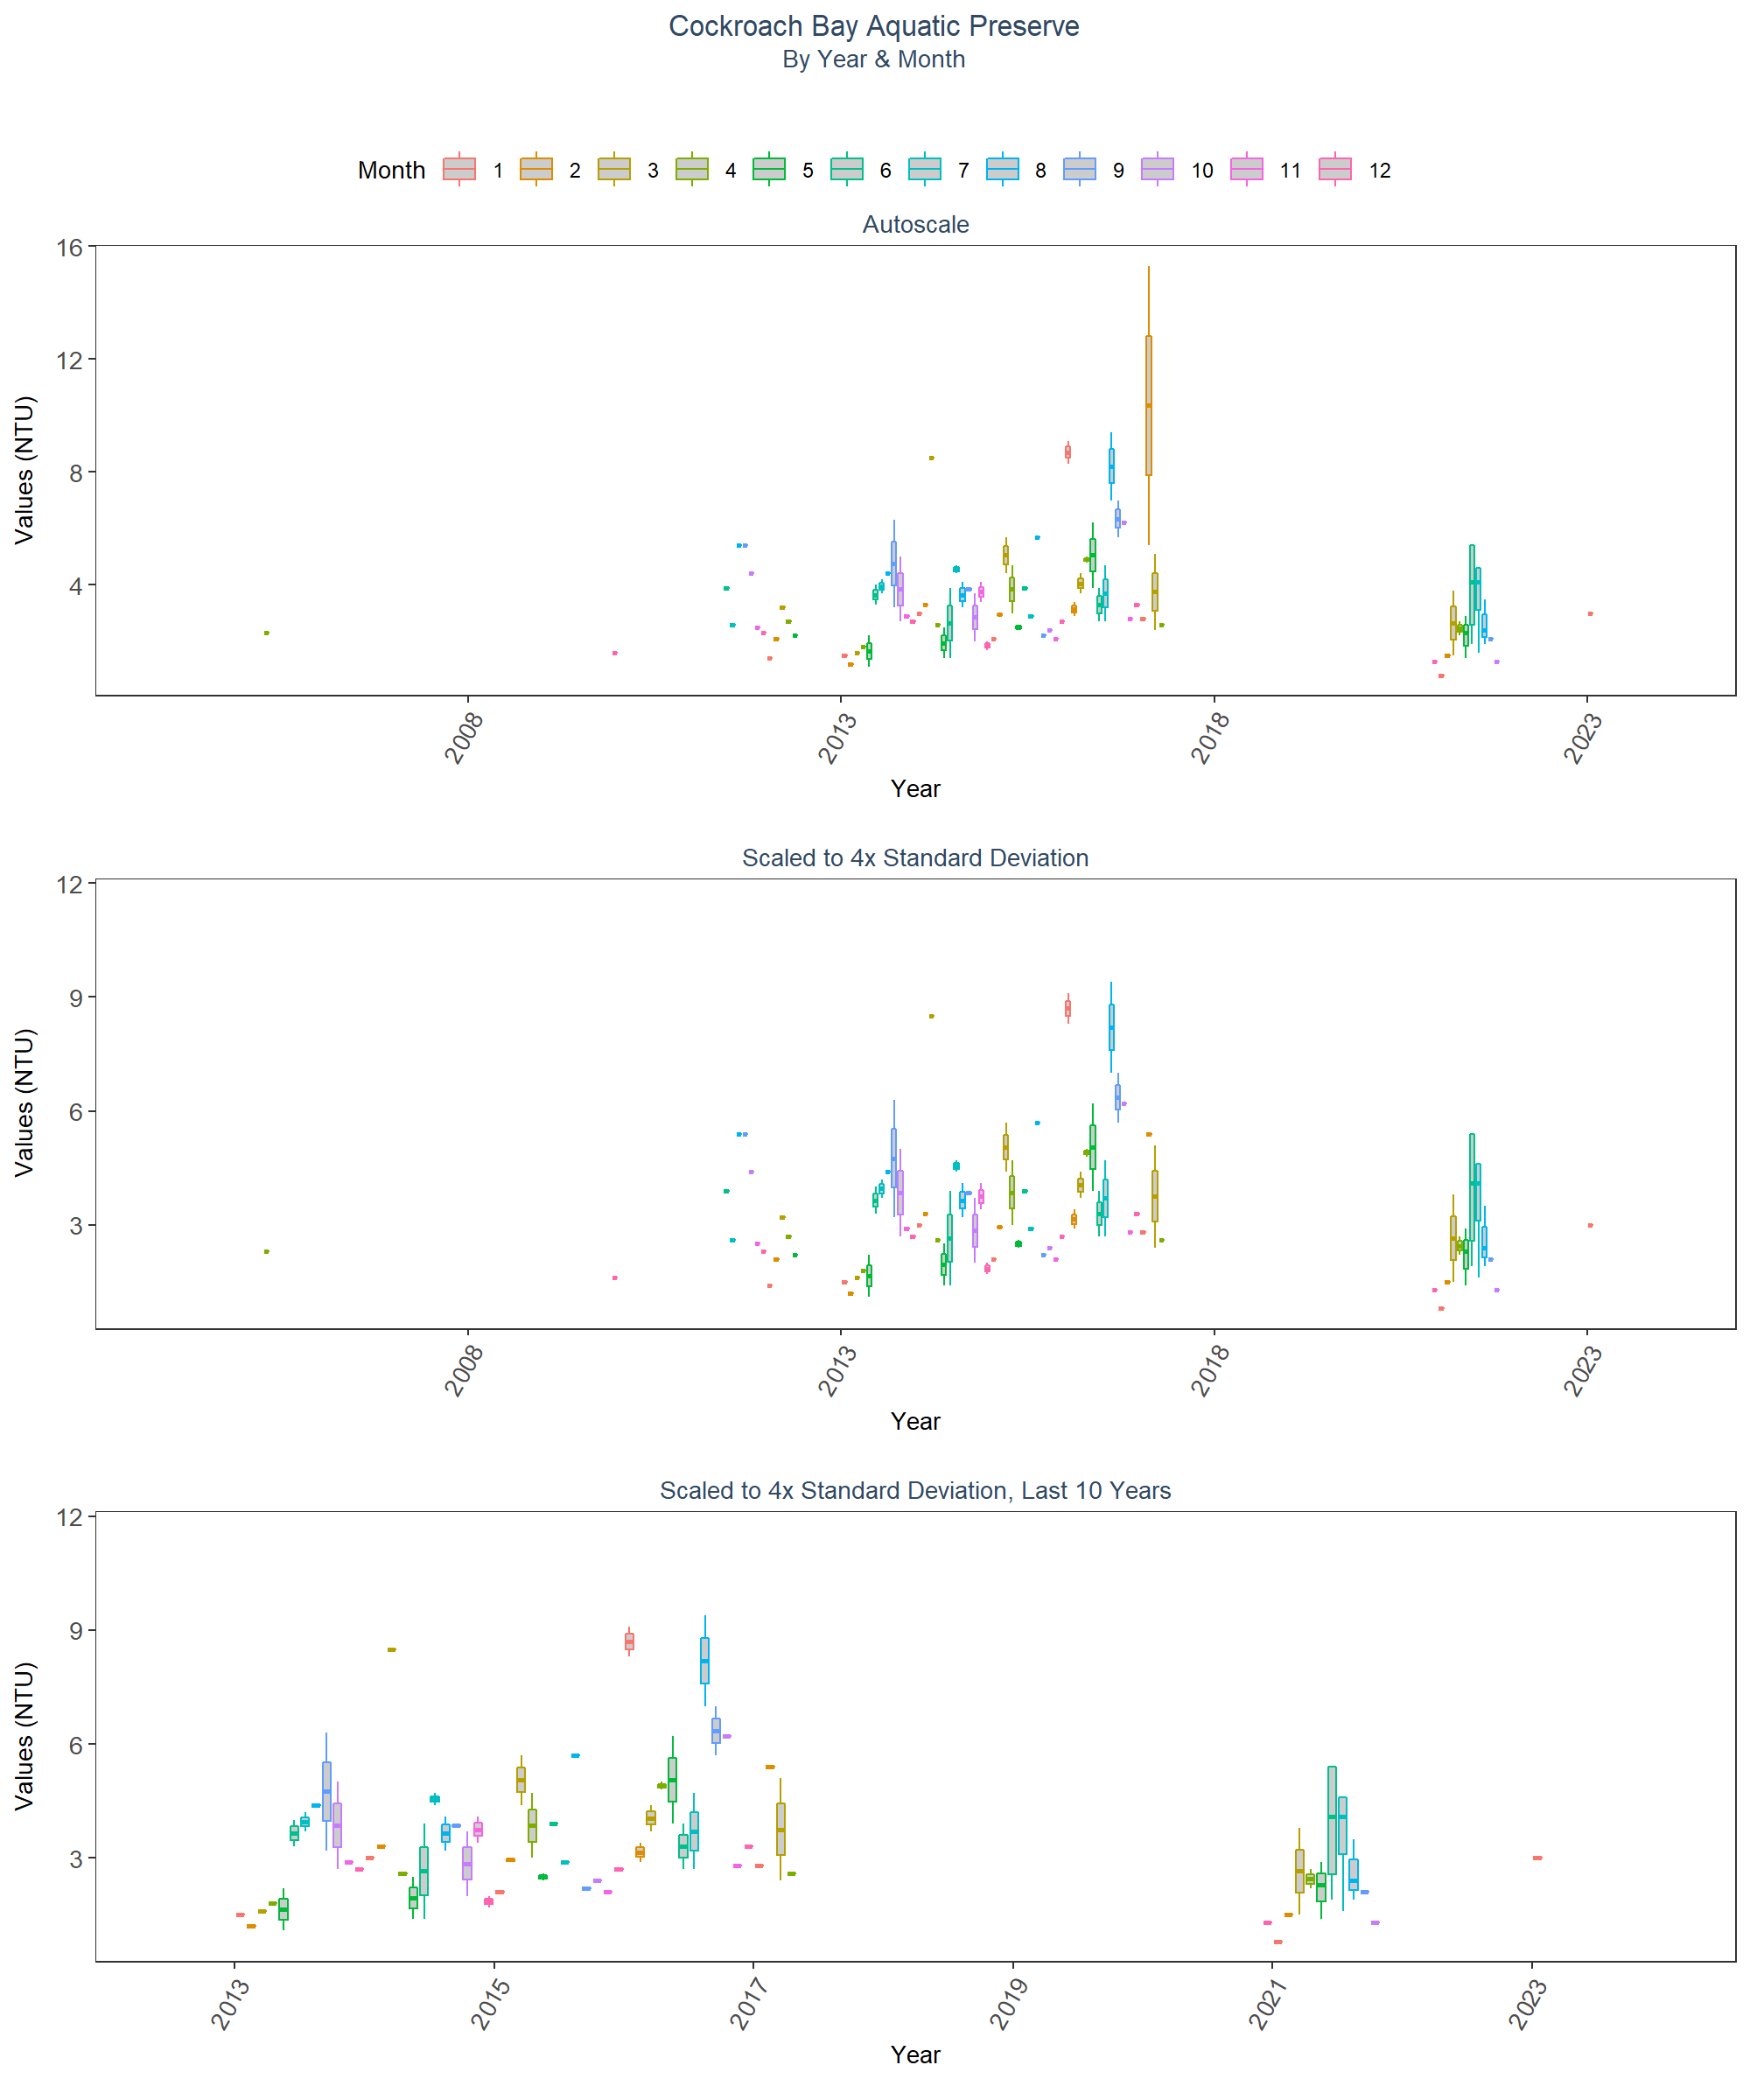 Cockroach Bay Aquatic Preserve
By Year & Month
Month 1 2 3 4 5 6 7 8 9 10 11 12
Autoscale
16
12
8
4
Values (NTU)
2008 2013 2018 2023
Year
Scaled to 4x Standard Deviation
12
9
6
3
Values (NTU)
2008 2013 2018 2023
Year
Scaled to 4x Standard Deviation, Last 10 Years
12
9
6
3
Values (NTU)
2013 2015 2017 2019 2021 2023
Year